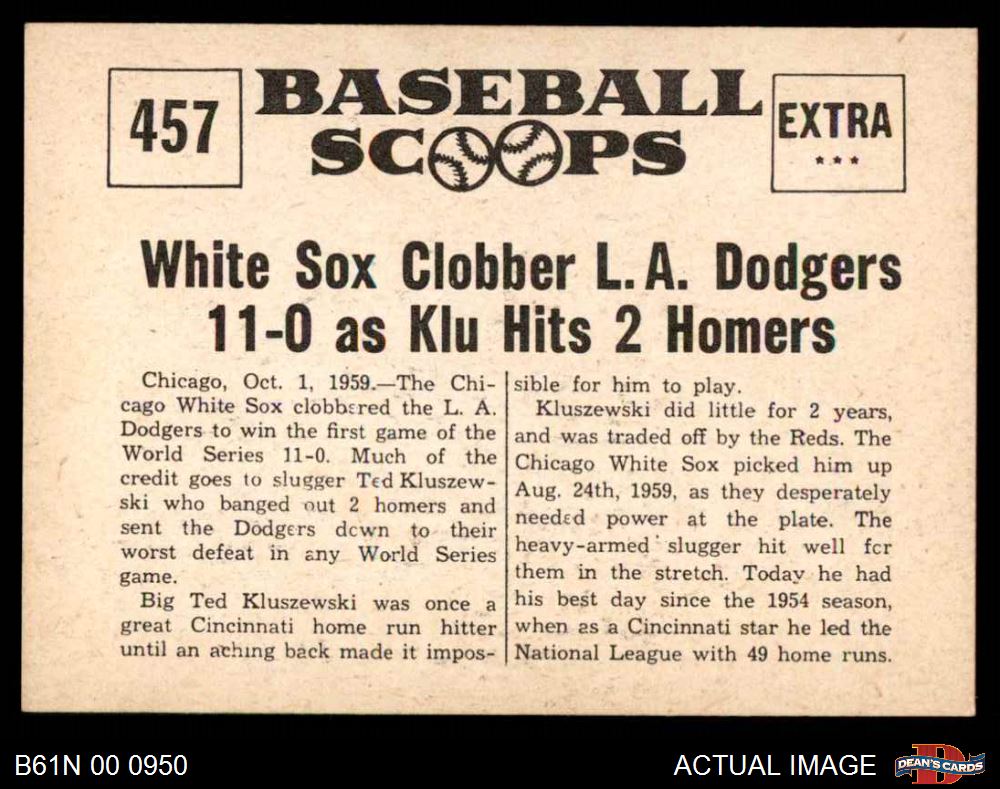 457
BASEBALL
SCOOPS
EXTRA
***
White Sox Clobber L.A. Dodgers
11-0 as Klu Hits 2 Homers
Chicago, Oct. 1, 1959.—The Chi-
cago White Sox clobbered the L. A.
Dodgers to win the first game of the
World Series 11-0. Much of the
credit goes to slugger Ted Kluszew-
ski who banged out 2 homers and
sent the Dodgers down to their
worst defeat in any World Series
game.
Big Ted Kluszewski was once a
great Cincinnati home run hitter
until an aching back made it impos-
sible for him to play.
Kluszewski did little for 2 years,
and was traded off by the Reds. The
Chicago White Sox picked him up
Aug. 24th, 1959, as they desperately
needed power at the plate. The
heavy-armed slugger hit well for
them in the stretch. Today he had
his best day since the 1954 season,
when as a Cincinnati star he led the
National League with 49 home runs.
B61N 00 0950
ACTUAL IMAGE
DEAN'S CARDS